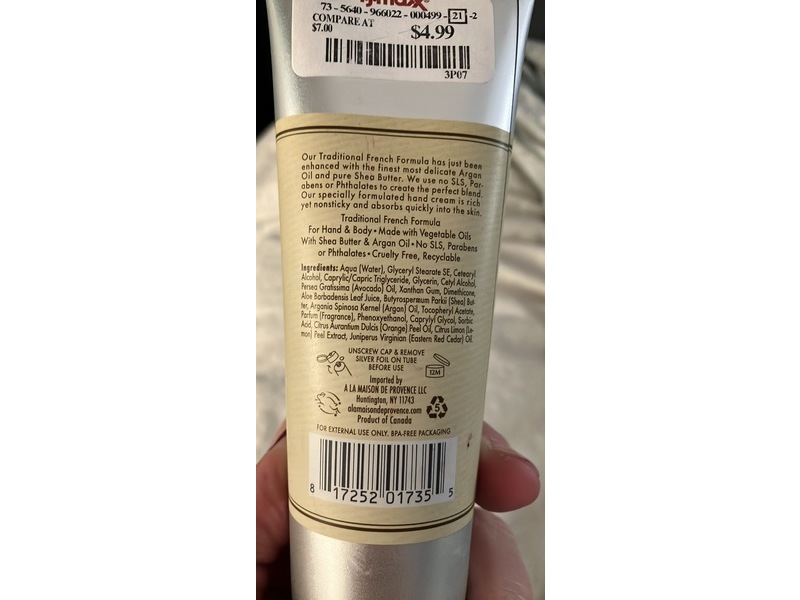 73 - 5640 - 966022 - 000499 - 21 -2
COMPARE AT
$7.00
$4.99
3P07
Our Traditional French Formula has just been
enhanced with the finest most delicate Argan
Oil and pure Shea Butter. We use no SLS, Par-
abens or Phthalates to create the perfect blend.
Our specially formulated hand cream is rich
yet nonsticky and absorbs quickly into the skin.
Traditional French Formula
For Hand & Body • Made with Vegetable Oils
With Shea Butter & Argan Oil • No SLS, Parabens
or Phthalates • Cruelty Free, Recyclable
Ingredients: Aqua (Water), Glyceryl Stearate SE, Cetearyl
Alcohol, Caprylic/Capric Triglyceride, Glycerin, Cetyl Alcohol,
Persea Gratissima (Avocado) Oil, Xanthan Gum, Dimethicone,
Aloe Barbadensis Leaf Juice, Butyrospermum Parkii (Shea) But-
ter, Argania Spinosa Kernel (Argan) Oil, Tocopheryl Acetate,
Parfum (Fragrance), Phenoxyethanol, Caprylyl Glycol, Sorbic
Acid, Citrus Aurantium Dulcis (Orange) Peel Oil, Citrus Limon (Le-
mon) Peel Extract, Juniperus Virginian (Eastern Red Cedar) Oil.
UNSCREW CAP & REMOVE
SILVER FOIL ON TUBE
BEFORE USE
12M
Imported by
A LA MAISON DE PROVENCE LLC
Huntington, NY 11743
alamaisondeprovence.com
Product of Canada
5
FOR EXTERNAL USE ONLY. BPA-FREE PACKAGING
8 17252 01735 5